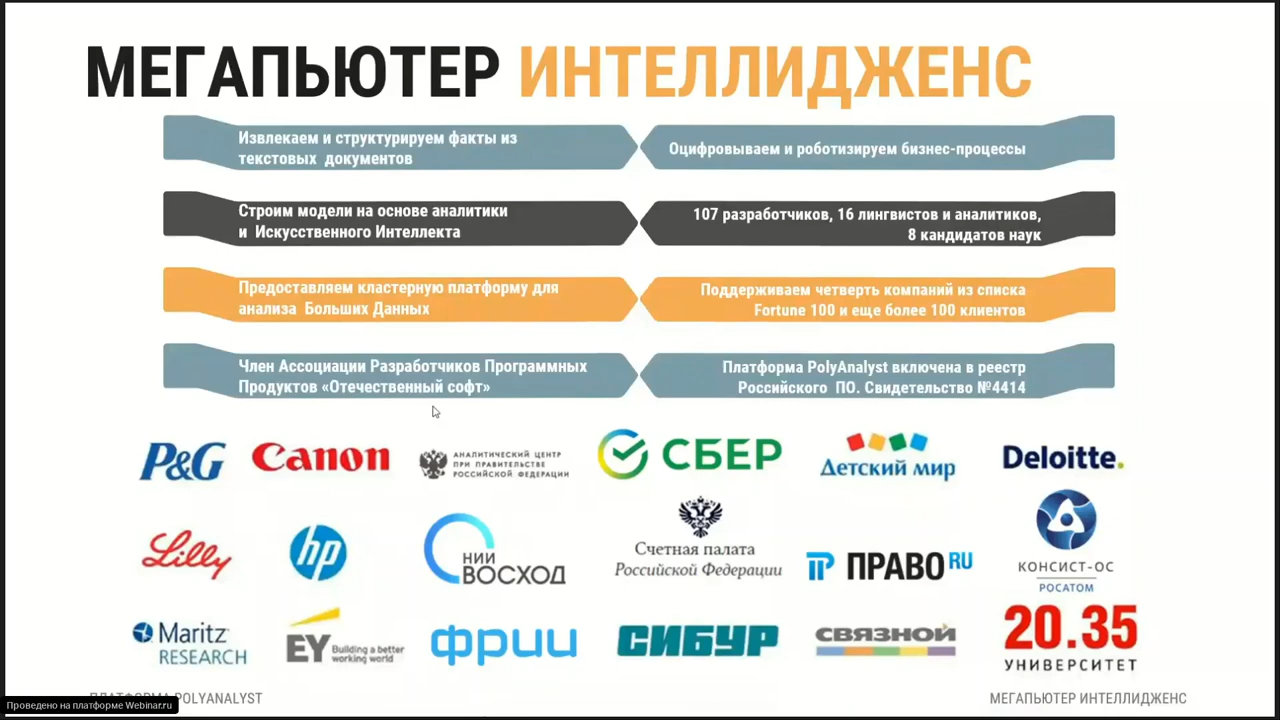 МЕГАПЬЮТЕР ИНТЕЛЛИДЖЕНС
Извлекаем и структурируем факты из
текстовых документов
Оцифровываем и роботизируем бизнес-процессы
Строим модели на основе аналитики
и Искусственного Интеллекта
107 разработчиков, 16 лингвистов и аналитиков,
8 кандидатов наук
Предоставляем кластерную платформу для
анализа Больших Данных
Поддерживаем четверть компаний из списка
Fortune 100 и еще более 100 клиентов
Член Ассоциации Разработчиков Программных
Продуктов «Отечественный софт»
Платформа PolyAnalyst включена в реестр
Российского ПО. Свидетельство №4414
P&G
Canon
АНАЛИТИЧЕСКИЙ ЦЕНТР
ПРИ ПРАВИТЕЛЬСТВЕ
РОССИЙСКОЙ ФЕДЕРАЦИИ
СБЕР
Детский мир
Deloitte.
Lilly
hp
НИИ
ВОСХОД
Счетная палата
Российской Федерации
ПРАВО RU
КОНСИСТ-ОС
РОСАТОМ
Maritz
RESEARCH
EY
Building a better
working world
фрии
СИБУР
СВЯЗНОЙ
20.35
УНИВЕРСИТЕТ
POLYANALYST
МЕГАПЬЮТЕР ИНТЕЛЛИДЖЕНС
Проведено на платформе Webinar.ru